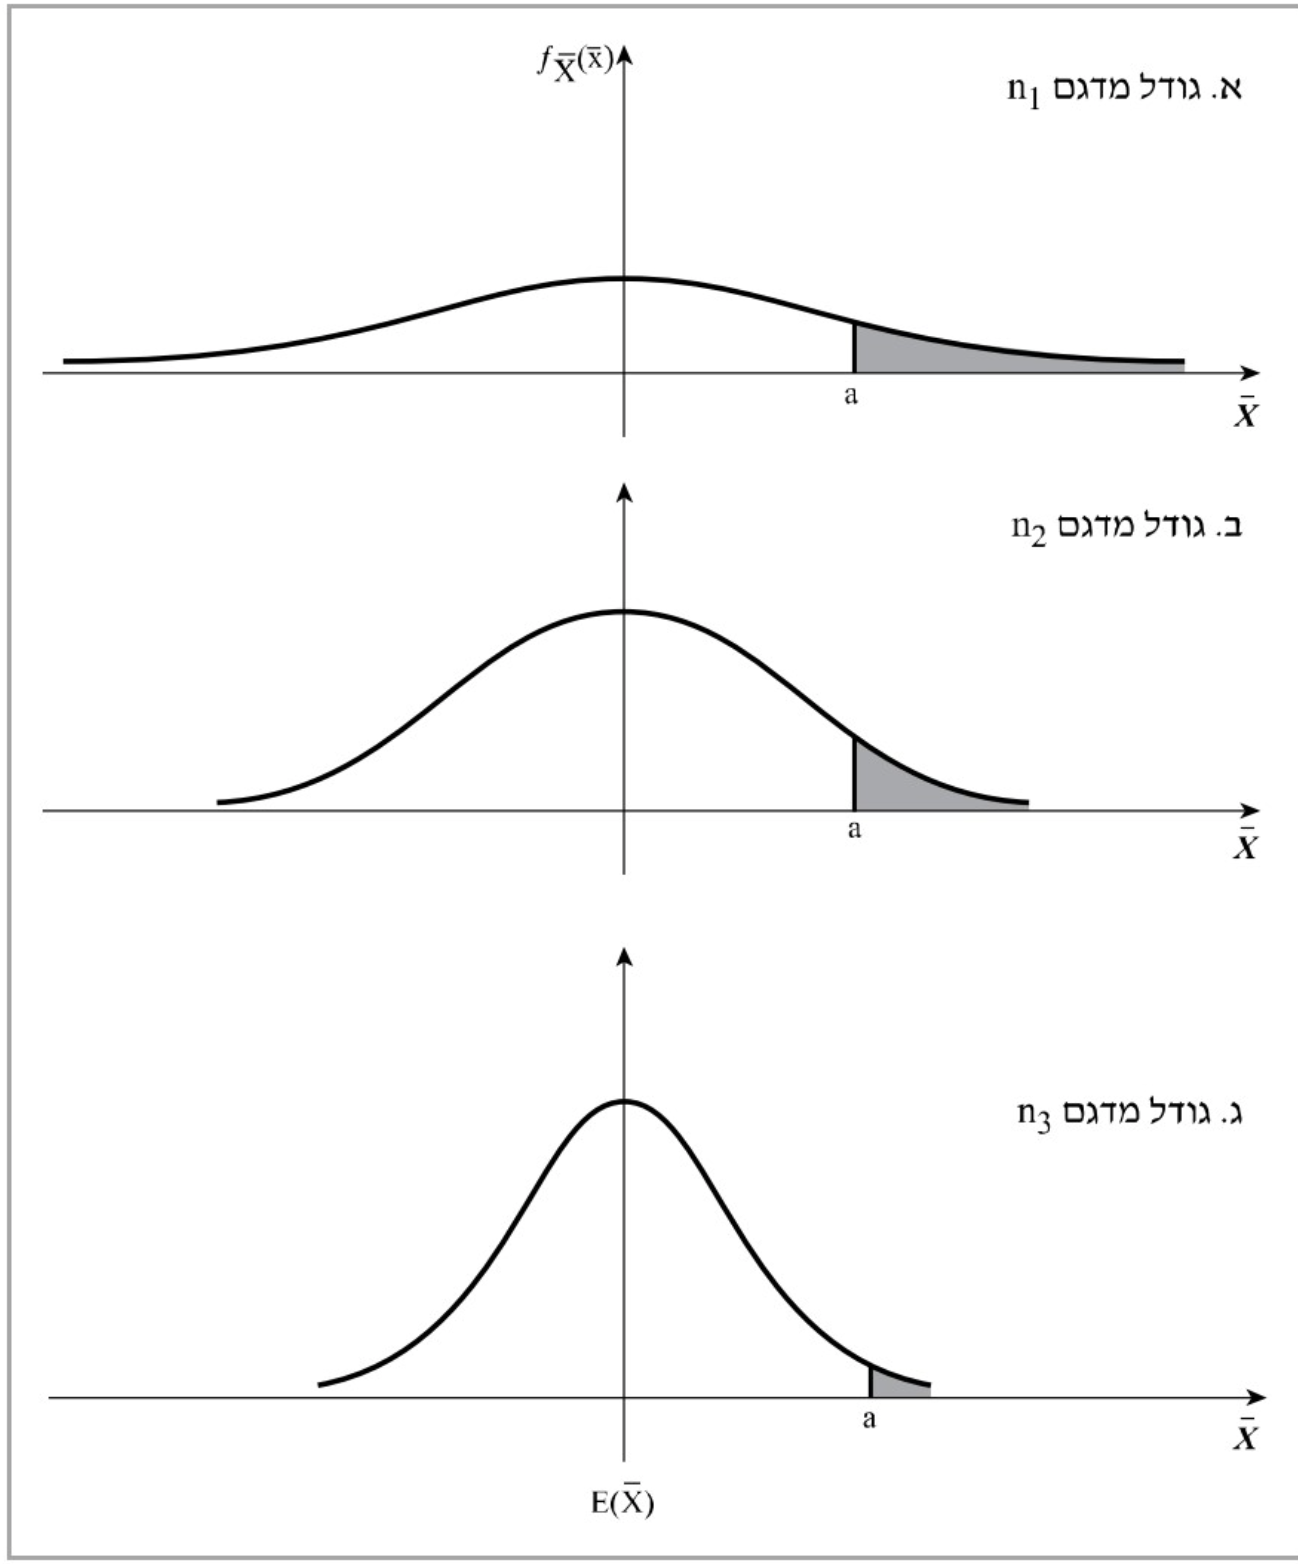 f_X̅(x̅)
א. גודל מדגם n₁
a
X̅
ב. גודל מדגם n₂
a
X̅
ג. גודל מדגם n₃
a
X̅
E(X̅)